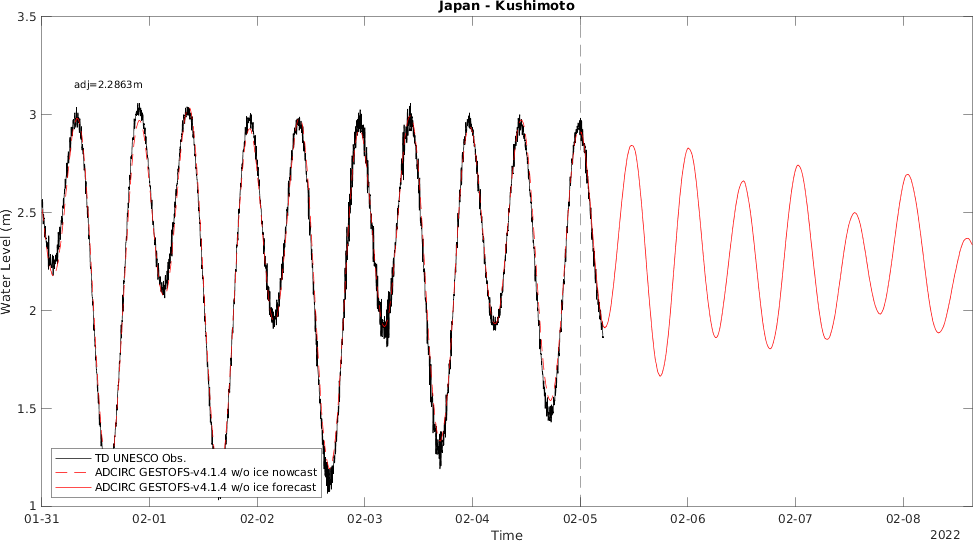 Japan - Kushimoto
3.5
adj=2.2863m
3
2.5
Water Level (m)
2
1.5
TD UNESCO Obs.
ADCIRC GESTOFS-v4.1.4 w/o ice nowcast
ADCIRC GESTOFS-v4.1.4 w/o ice forecast
1
01-31 02-01 02-02 02-03 02-04 02-05 02-06 02-07 02-08
Time
2022